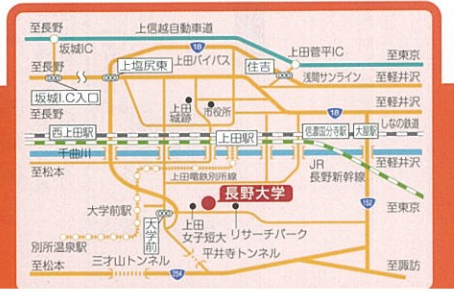 至長野
上信越自動車道
坂城IC
18
上田バイパス
上田菅平IC
至東京
至長野
上塩尻東
住吉
浅間サンライン
至軽井沢
坂城I.C入口
至長野
上田
城跡
市役所
18
至軽井沢
西上田駅
上田駅
信濃国分寺駅
大屋駅
しなの鉄道
千曲川
至松本
上田電鉄別所線
JR
長野新幹線
至軽井沢
長野大学
大学前駅
大学前
上田
女子短大
リサーチパーク
152
至東京
別所温泉駅
平井寺トンネル
至松本
三才山トンネル
254
至諏訪